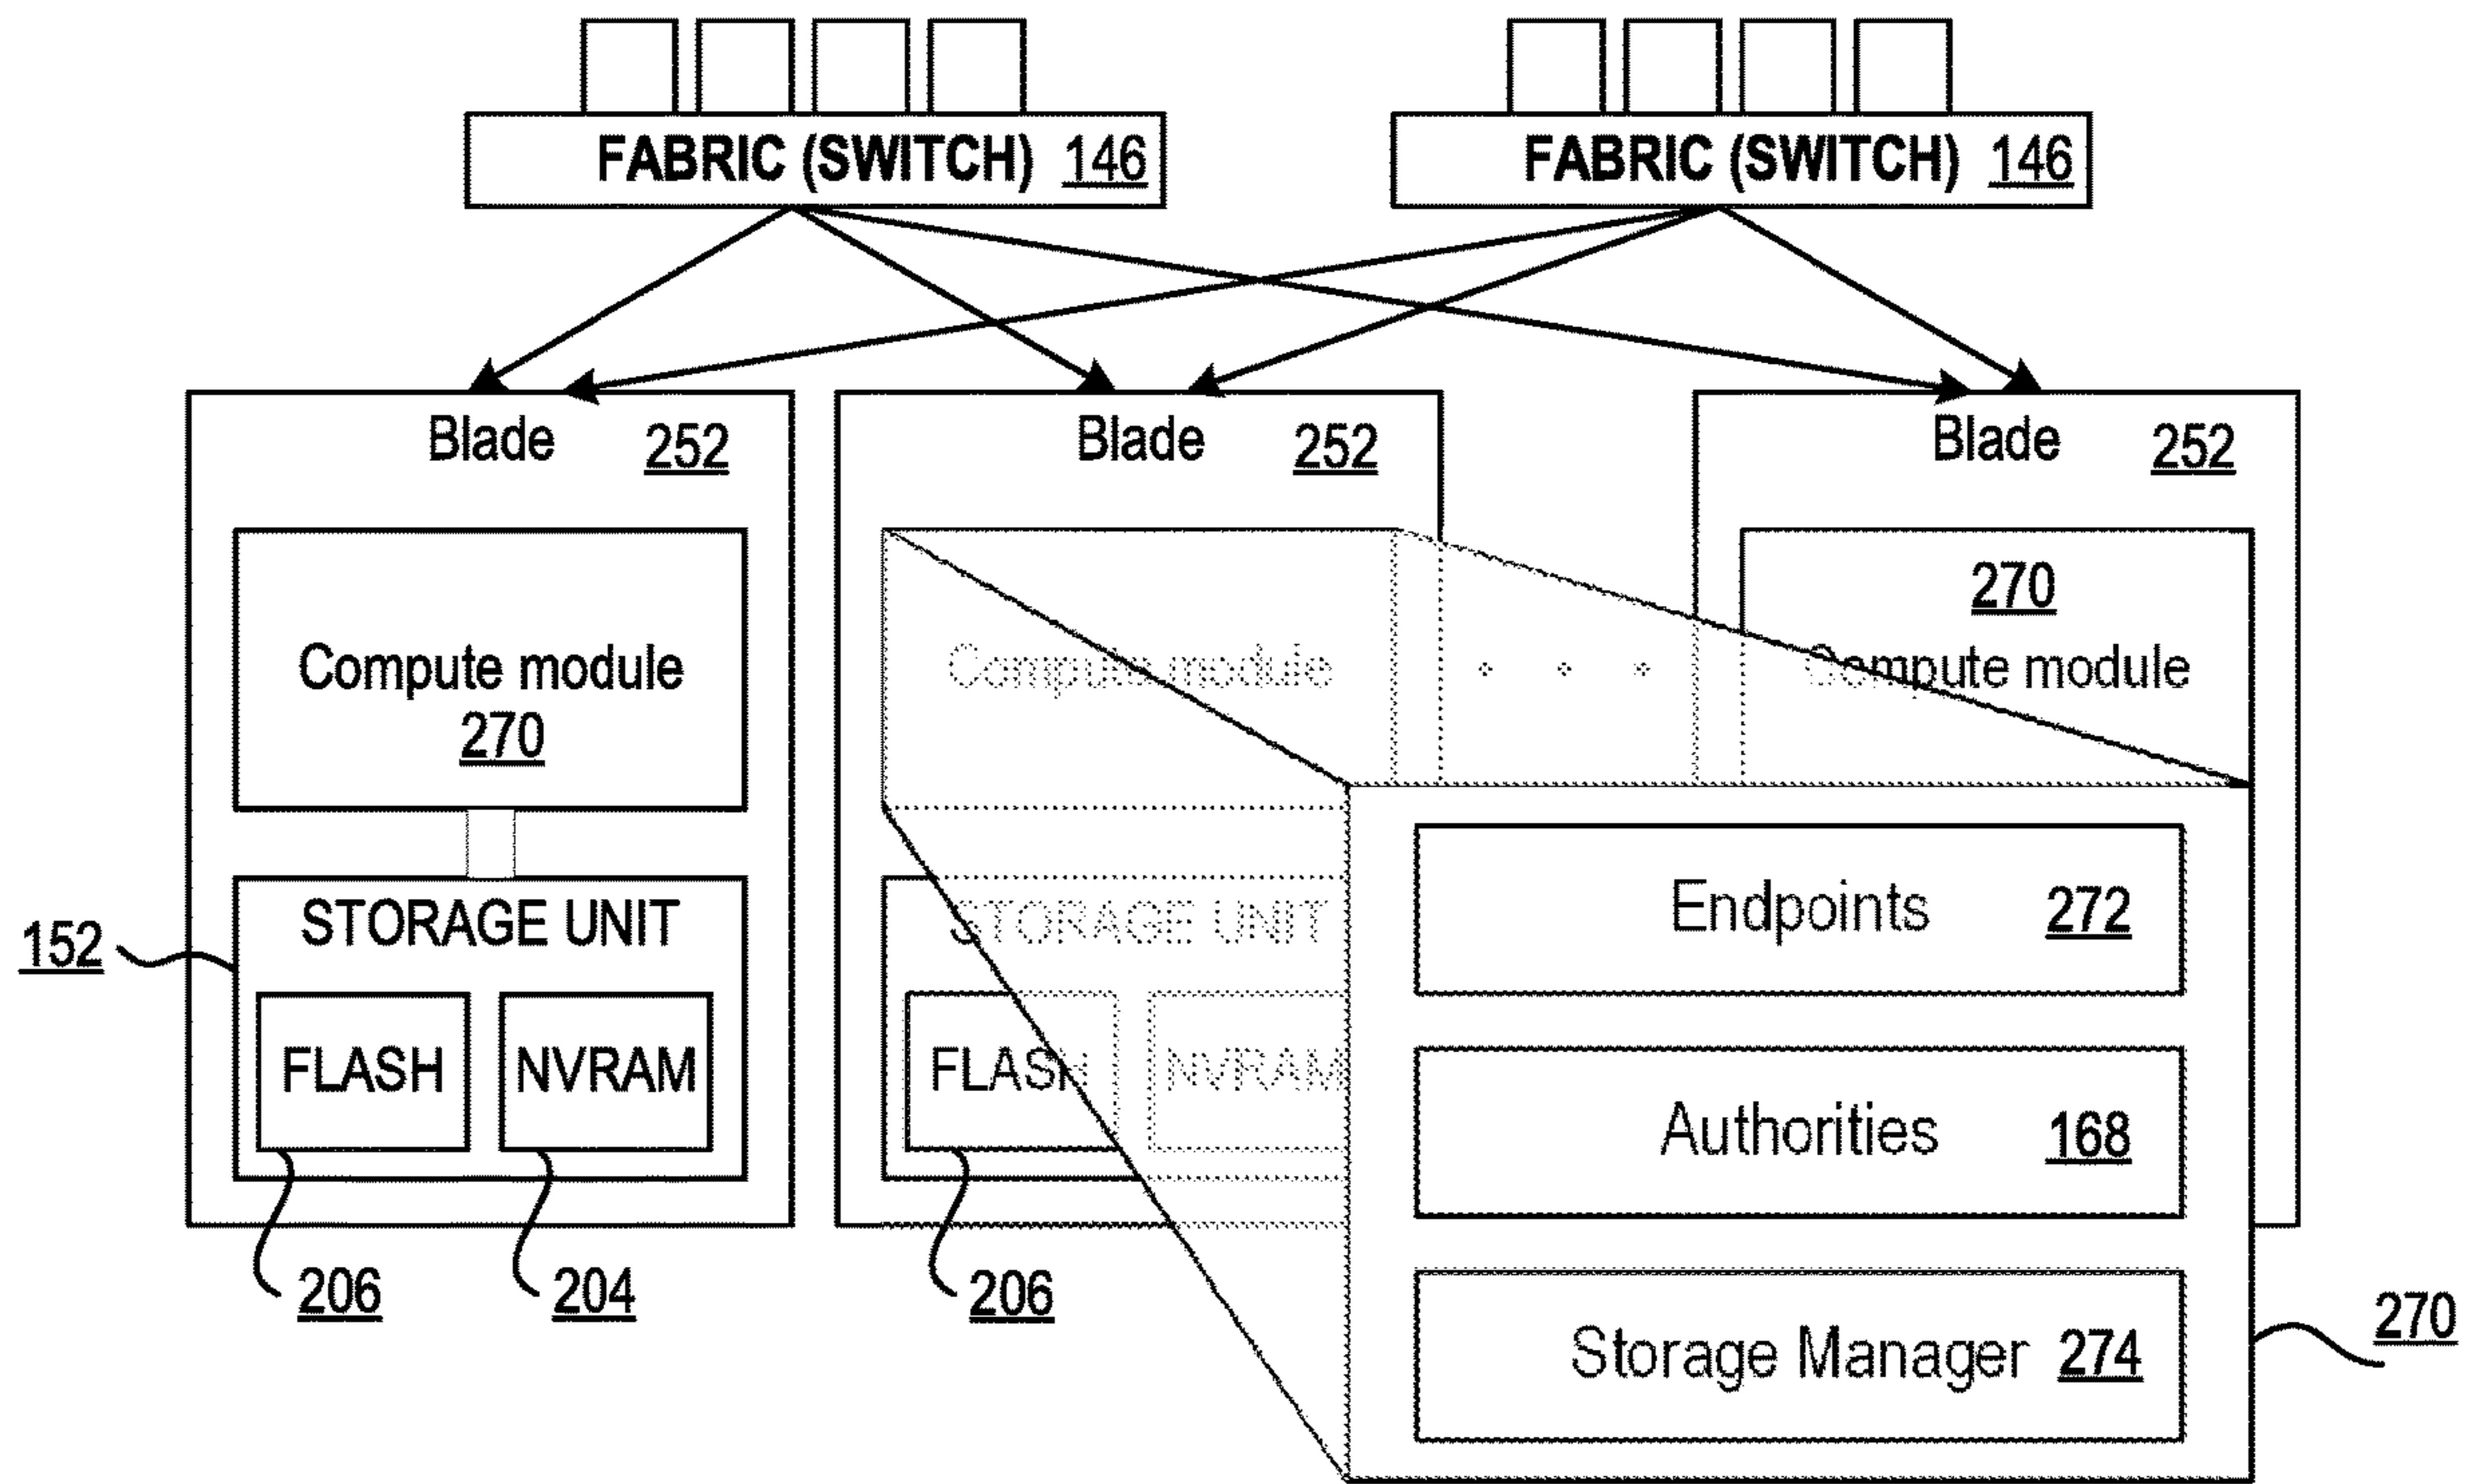 FABRIC (SWITCH) 146
FABRIC (SWITCH) 146
Blade 252
Blade 252
Blade 252
Compute module
270
Compute module
. . .
270
Compute module
STORAGE UNIT
152
FLASH
NVRAM
206
204
STORAGE UNIT
FLASH
NVRAM
206
Endpoints 272
Authorities 168
Storage Manager 274
270